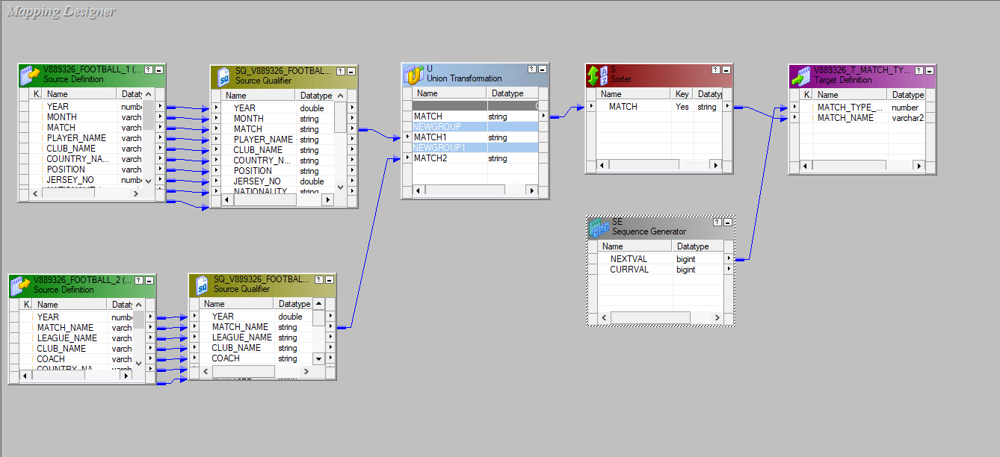 Mapping Designer
V889326_FOOTBALL_1 (...
Source Definition
K. Name Dataty
YEAR numb
MONTH varch
MATCH varch
PLAYER_NAME varch
CLUB_NAME varch
COUNTRY_NA... varch
POSITION varch
JERSEY_NO numb
SQ_V889326_FOOTBAL...
Source Qualifier
Name Datatype
YEAR double
MONTH string
MATCH string
PLAYER_NAME string
CLUB_NAME string
COUNTRY_N... string
POSITION string
JERSEY_NO double
NATIONALITY string
U
Union Transformation
Name Datatype
MATCH string
NEWGROUP
MATCH1 string
NEWGROUP1
MATCH2 string
S
Sorter
Name Key Datatyp
MATCH Yes string
V889326_T_MATCH_TY...
Target Definition
K. Name Datatype
MATCH_TYPE_... number
MATCH_NAME varchar2
SE
Sequence Generator
Name Datatype
NEXTVAL bigint
CURRVAL bigint
V889326_FOOTBALL_2 (...
Source Definition
K. Name Dataty
YEAR numb
MATCH_NAME varch
LEAGUE_NAME varch
CLUB_NAME varch
COACH varch
COUNTRY_NA varch
SQ_V889326_FOOTBAL...
Source Qualifier
Name Datatype
YEAR double
MATCH_NAME string
LEAGUE_NAME string
CLUB_NAME string
COACH string